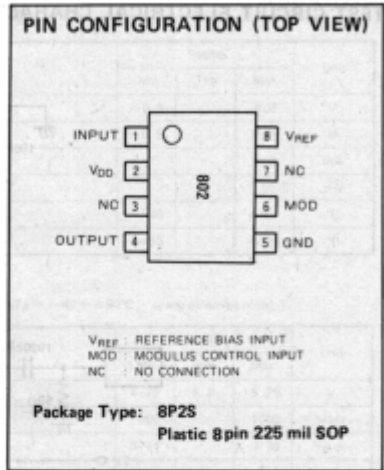 PIN CONFIGURATION (TOP VIEW)
INPUT 1 8 VREF
VDD 2 7 NC
NC 3 6 MOD
OUTPUT 4 5 GND
802
VREF : REFERENCE BIAS INPUT
MOD : MODULUS CONTROL INPUT
NC : NO CONNECTION
Package Type: 8P2S
Plastic 8 pin 225 mil SOP